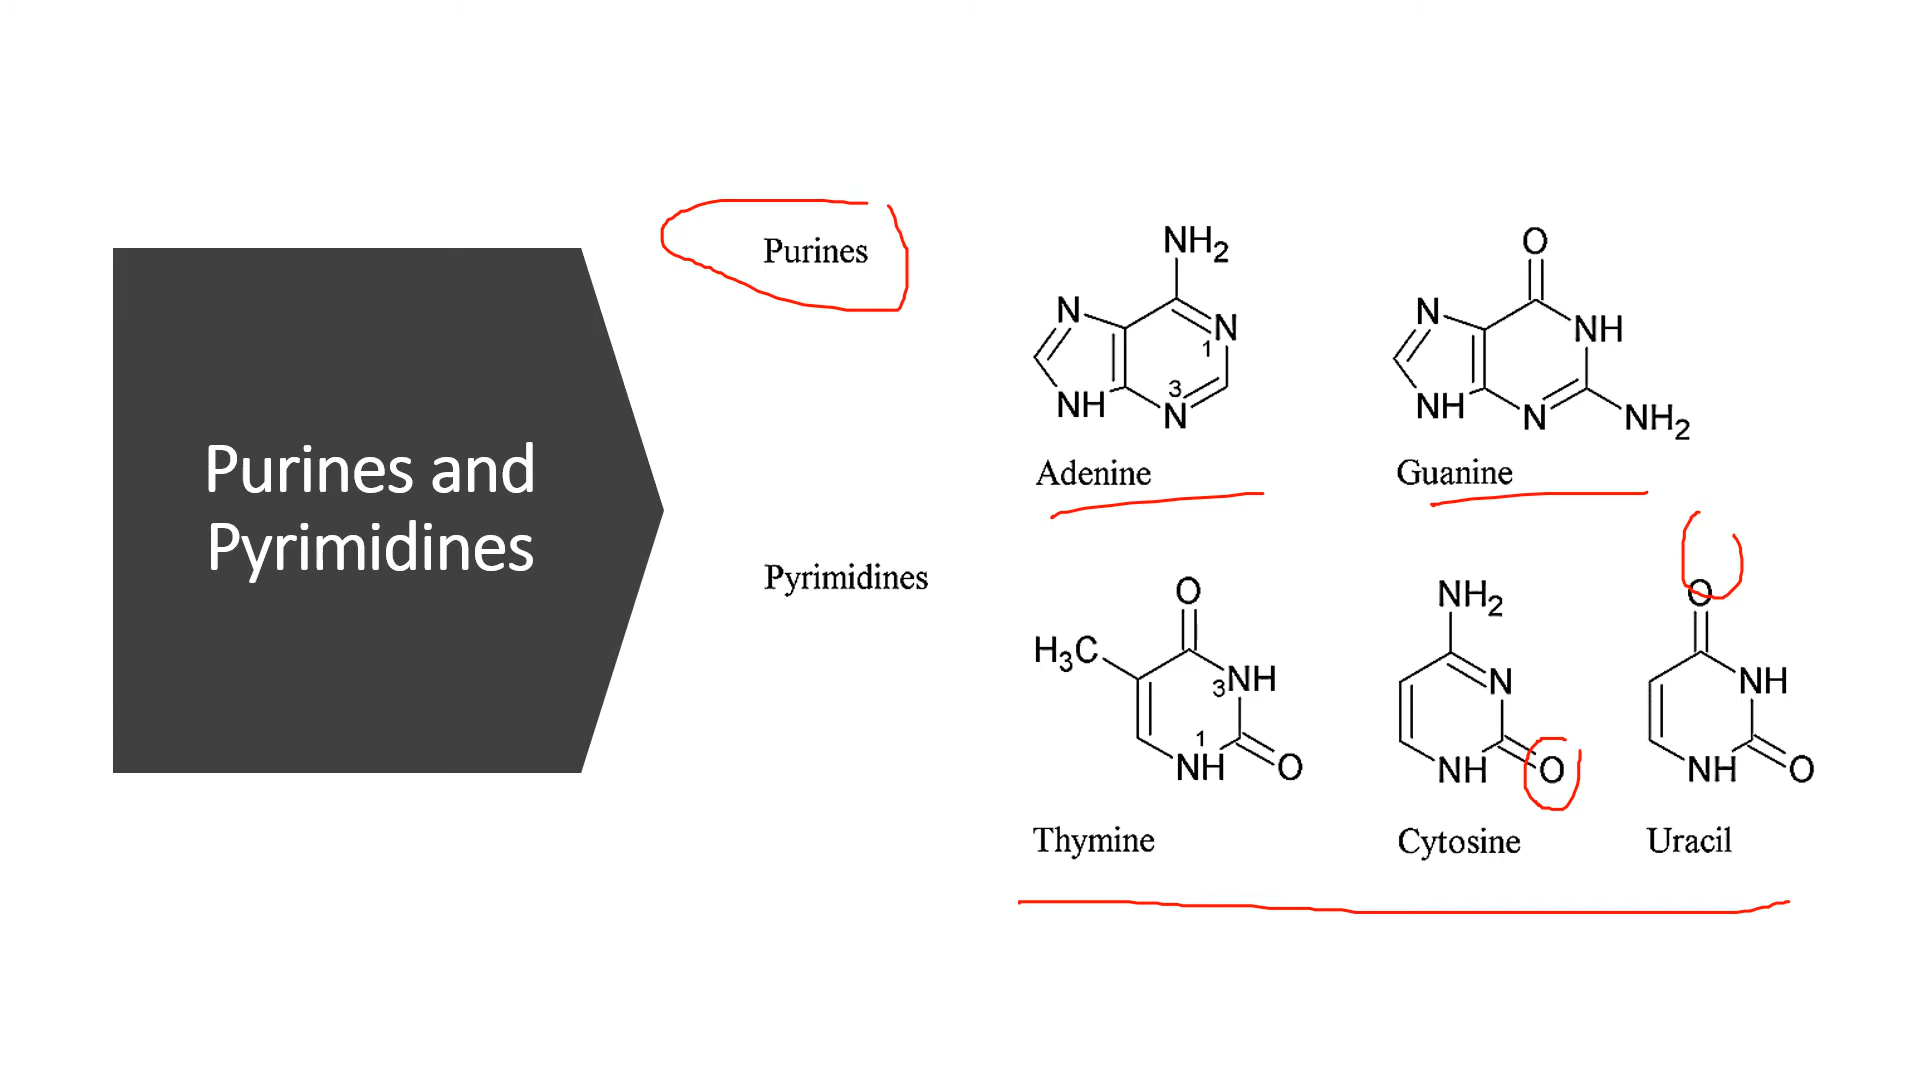 Purines and
Pyrimidines
Purines
NH2
N
N
1
3
NH
N
Adenine
O
N
NH
NH
N
NH2
Guanine
Pyrimidines
O
H3C
3NH
1
NH
O
Thymine
NH2
N
NH
O
Cytosine
O
NH
NH
O
Uracil